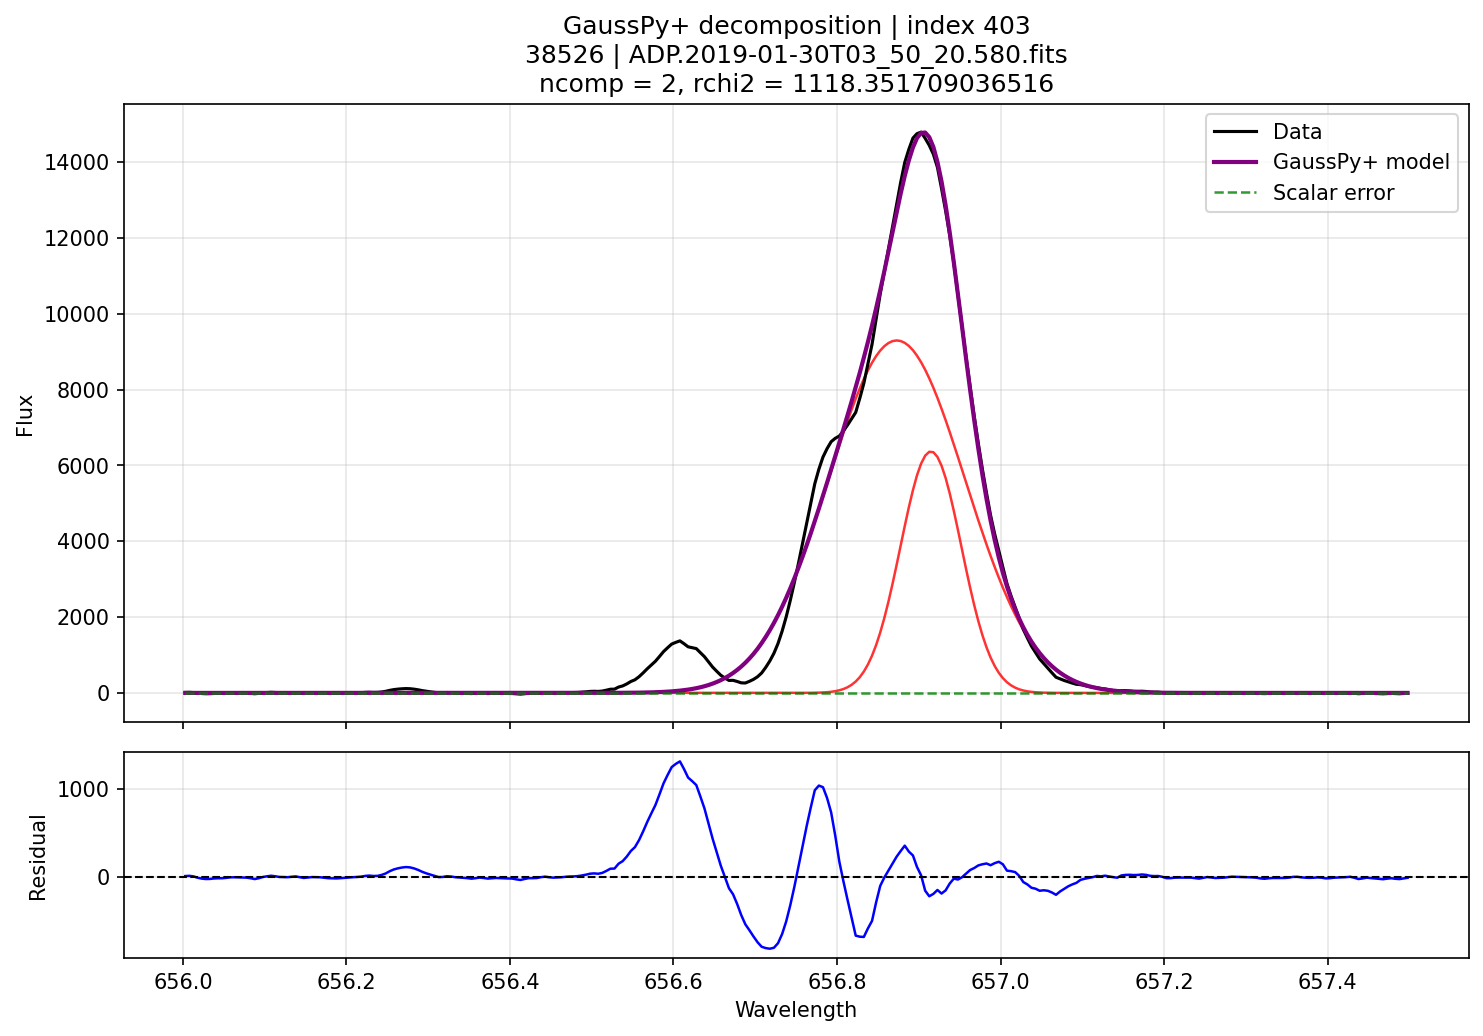 GaussPy+ decomposition | index 403
38526 | ADP.2019-01-30T03_50_20.580.fits
ncomp = 2, rchi2 = 1118.351709036516
Data
GaussPy+ model
Scalar error
14000
12000
10000
8000
6000
4000
2000
0
Flux
1000
0
Residual
656.0 656.2 656.4 656.6 656.8 657.0 657.2 657.4
Wavelength